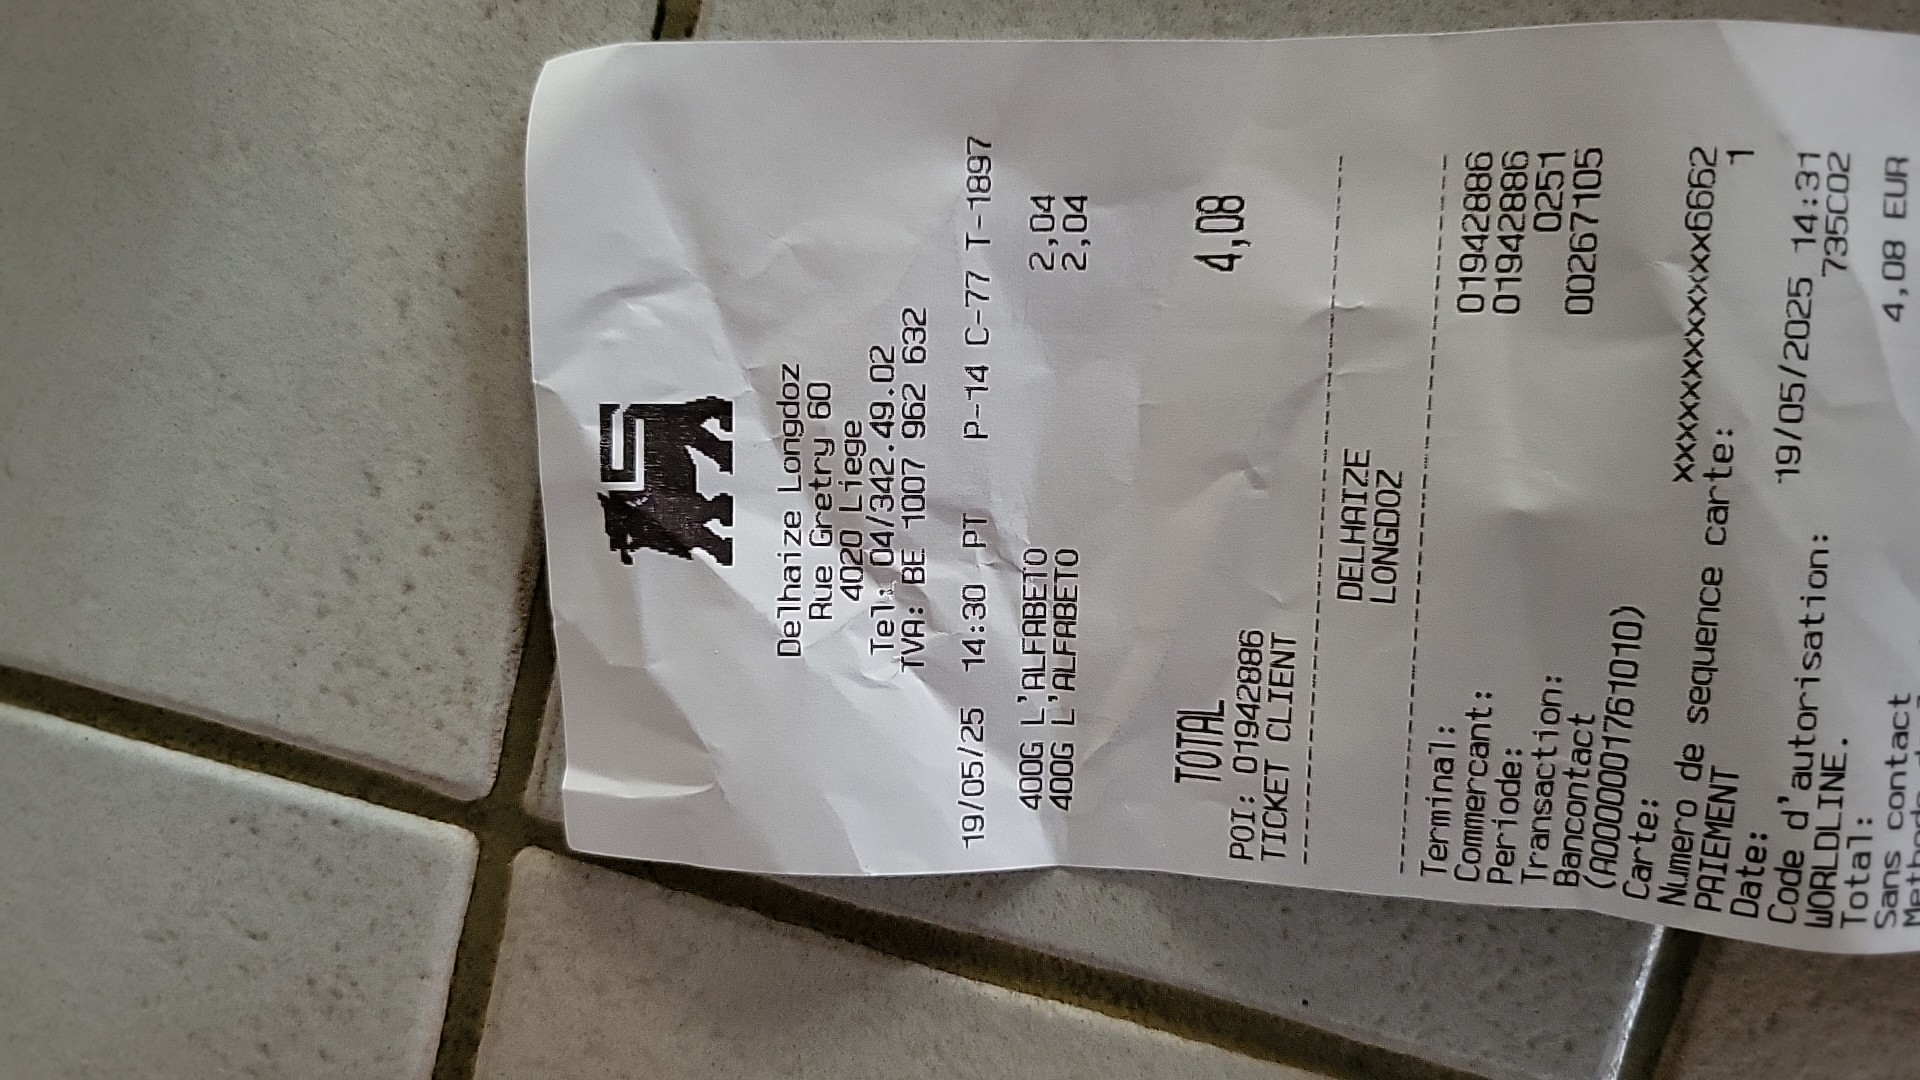 Delhaize Longdoz
Rue Gretry 60
4020 Liege
Tel: 04/342.49.02
TVA: BE 1007 962 632
19/05/25 14:30 PT P-14 C-77 T-1897
400G L'ALFABETO 2,04
400G L'ALFABETO 2,04
TOTAL 4,08
POI: 01942886
TICKET CLIENT
DELHAIZE
LONGDOZ
Terminal: 01942886
Commercant: 01942886
Periode: 0251
Transaction: 00267105
Bancontact
(A0000001761010)
Carte: xxxxxxxxxxxxx6662
Numero de sequence carte: 1
PAIEMENT
Date: 19/05/2025 14:31
Code d'autorisation: 735C02
WORLDLINE.
Total: 4,08 EUR
Sans contact